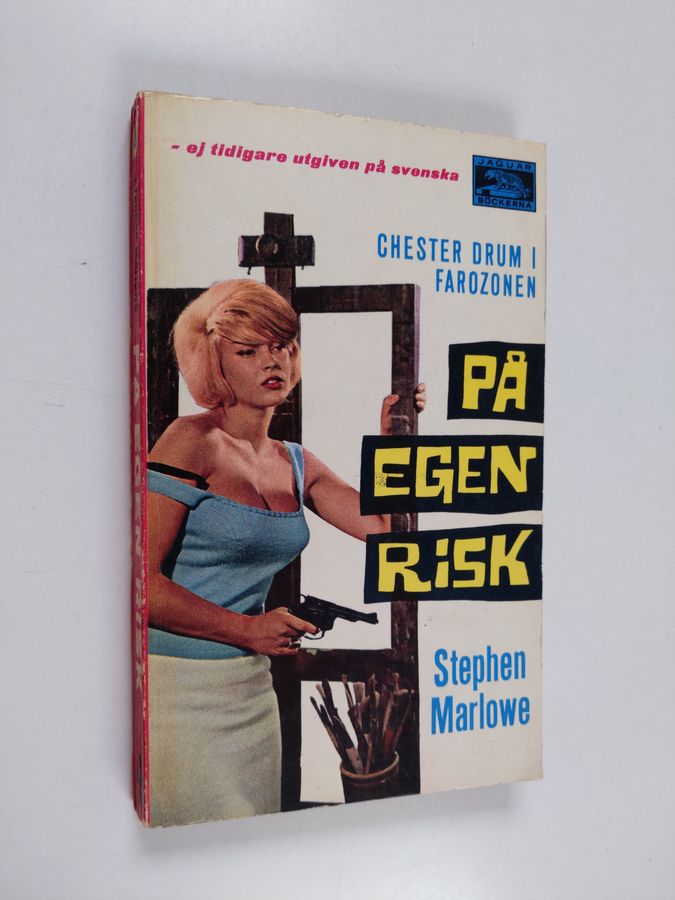 - ej tidigare utgiven på svenska
JAGUAR
BÖCKERNA
CHESTER DRUM I
FAROZONEN
PÅ
EGEN
RiSK
Stephen
Marlowe
PÅ EGEN RISK